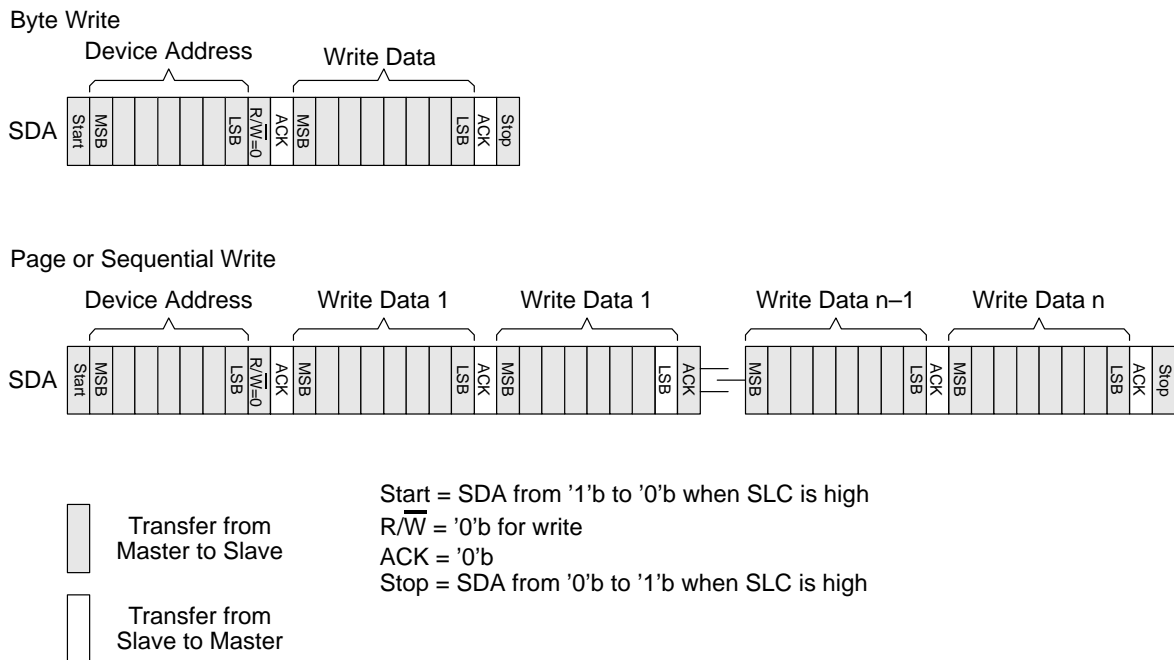 Byte Write
Device Address
Write Data
SDA
Start
MSB
LSB
R/W̅=0
ACK
MSB
LSB
ACK
Stop
Page or Sequential Write
Device Address
Write Data 1
Write Data 1
Write Data n–1
Write Data n
SDA
Start
MSB
LSB
R/W̅=0
ACK
MSB
LSB
ACK
MSB
LSB
ACK
MSB
LSB
ACK
MSB
LSB
ACK
Stop
Transfer from
Master to Slave
Start = SDA from '1'b to '0'b when SLC is high
R/W̅ = '0'b for write
ACK = '0'b
Stop = SDA from '0'b to '1'b when SLC is high
Transfer from
Slave to Master